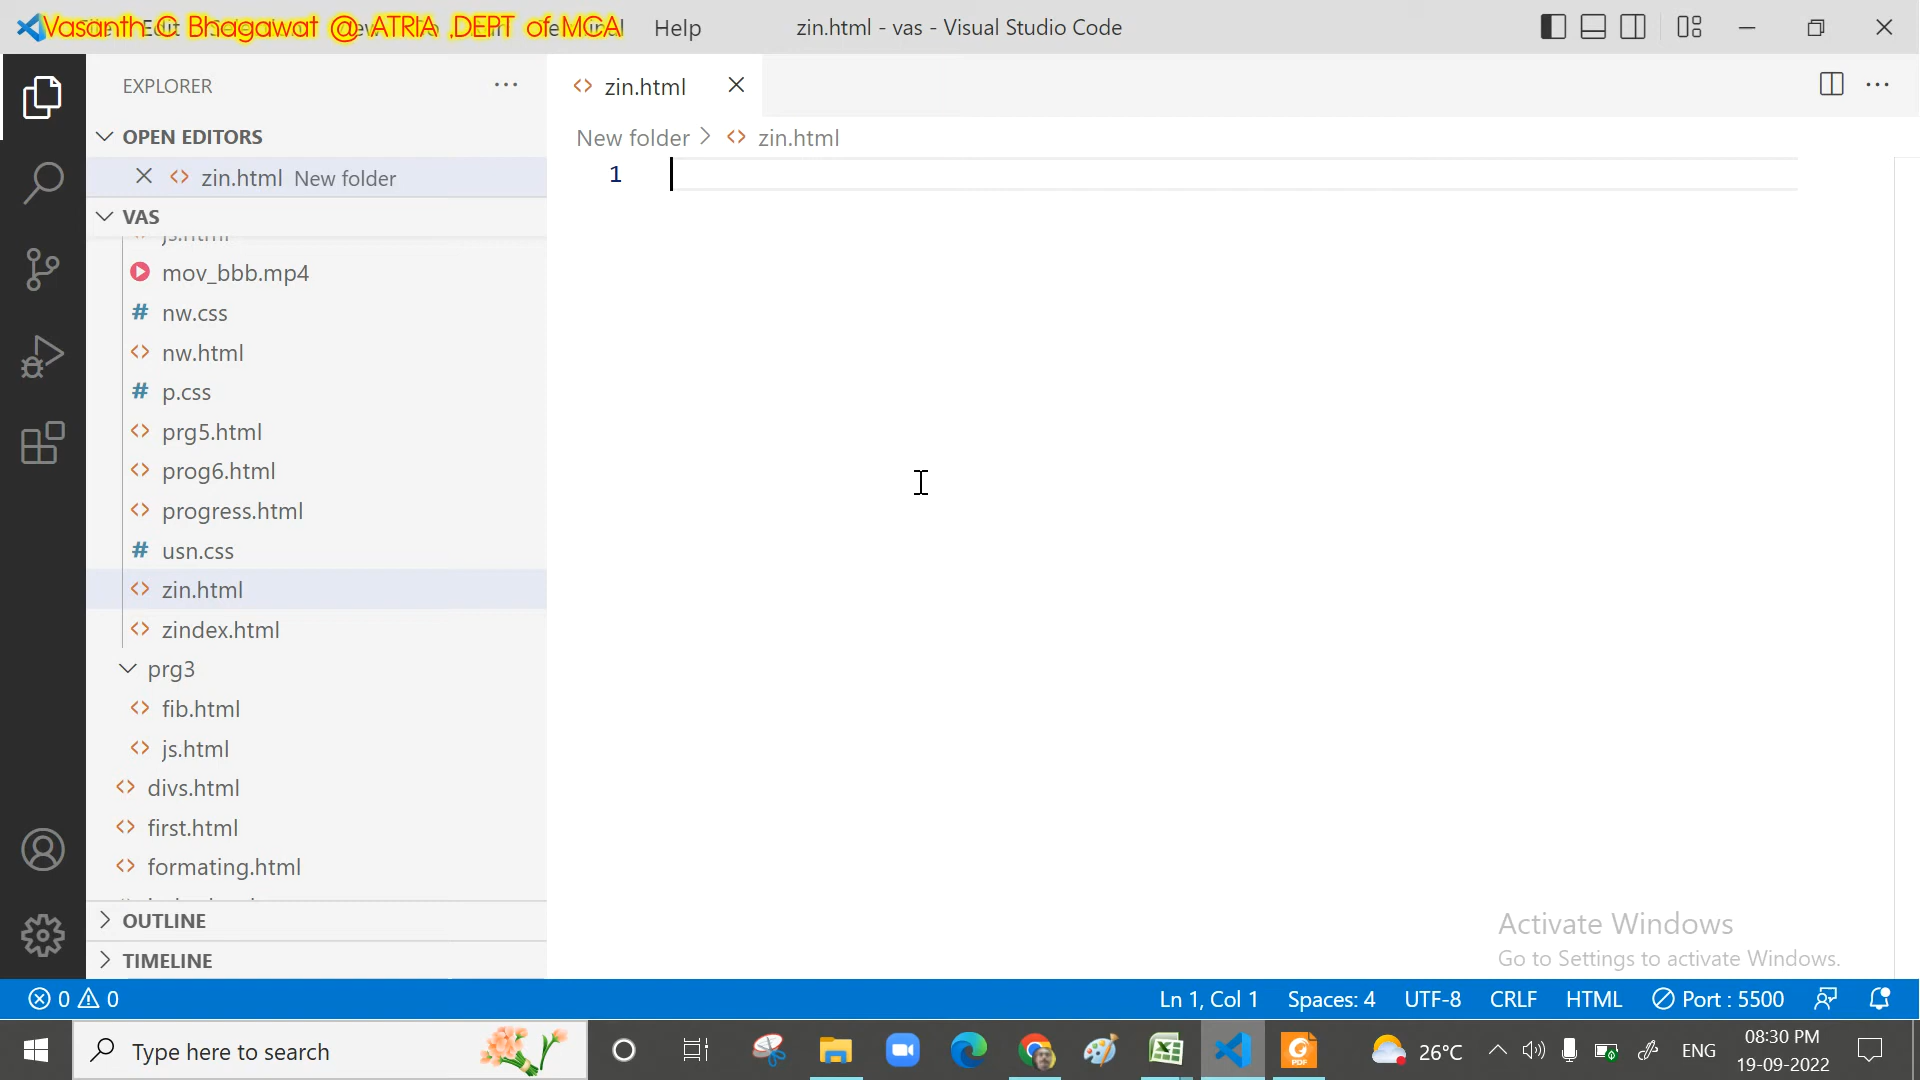 Vasanth C Bhagawat @ ATRIA ,DEPT of MCA
Help
zin.html - vas - Visual Studio Code
EXPLORER
zin.html
OPEN EDITORS
New folder
zin.html
zin.html New folder
1
VAS
js.html
mov_bbb.mp4
nw.css
nw.html
p.css
prg5.html
prog6.html
progress.html
usn.css
zin.html
zindex.html
prg3
fib.html
js.html
divs.html
first.html
formating.html
OUTLINE
TIMELINE
Activate Windows
Go to Settings to activate Windows.
0
0
Ln 1, Col 1
Spaces: 4
UTF-8
CRLF
HTML
Port : 5500
Type here to search
26°C
ENG
08:30 PM
19-09-2022